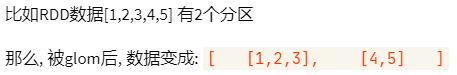 比如RDD数据[1,2,3,4,5] 有2个分区
那么, 被glom后, 数据变成: [ [1,2,3], [4,5] ]